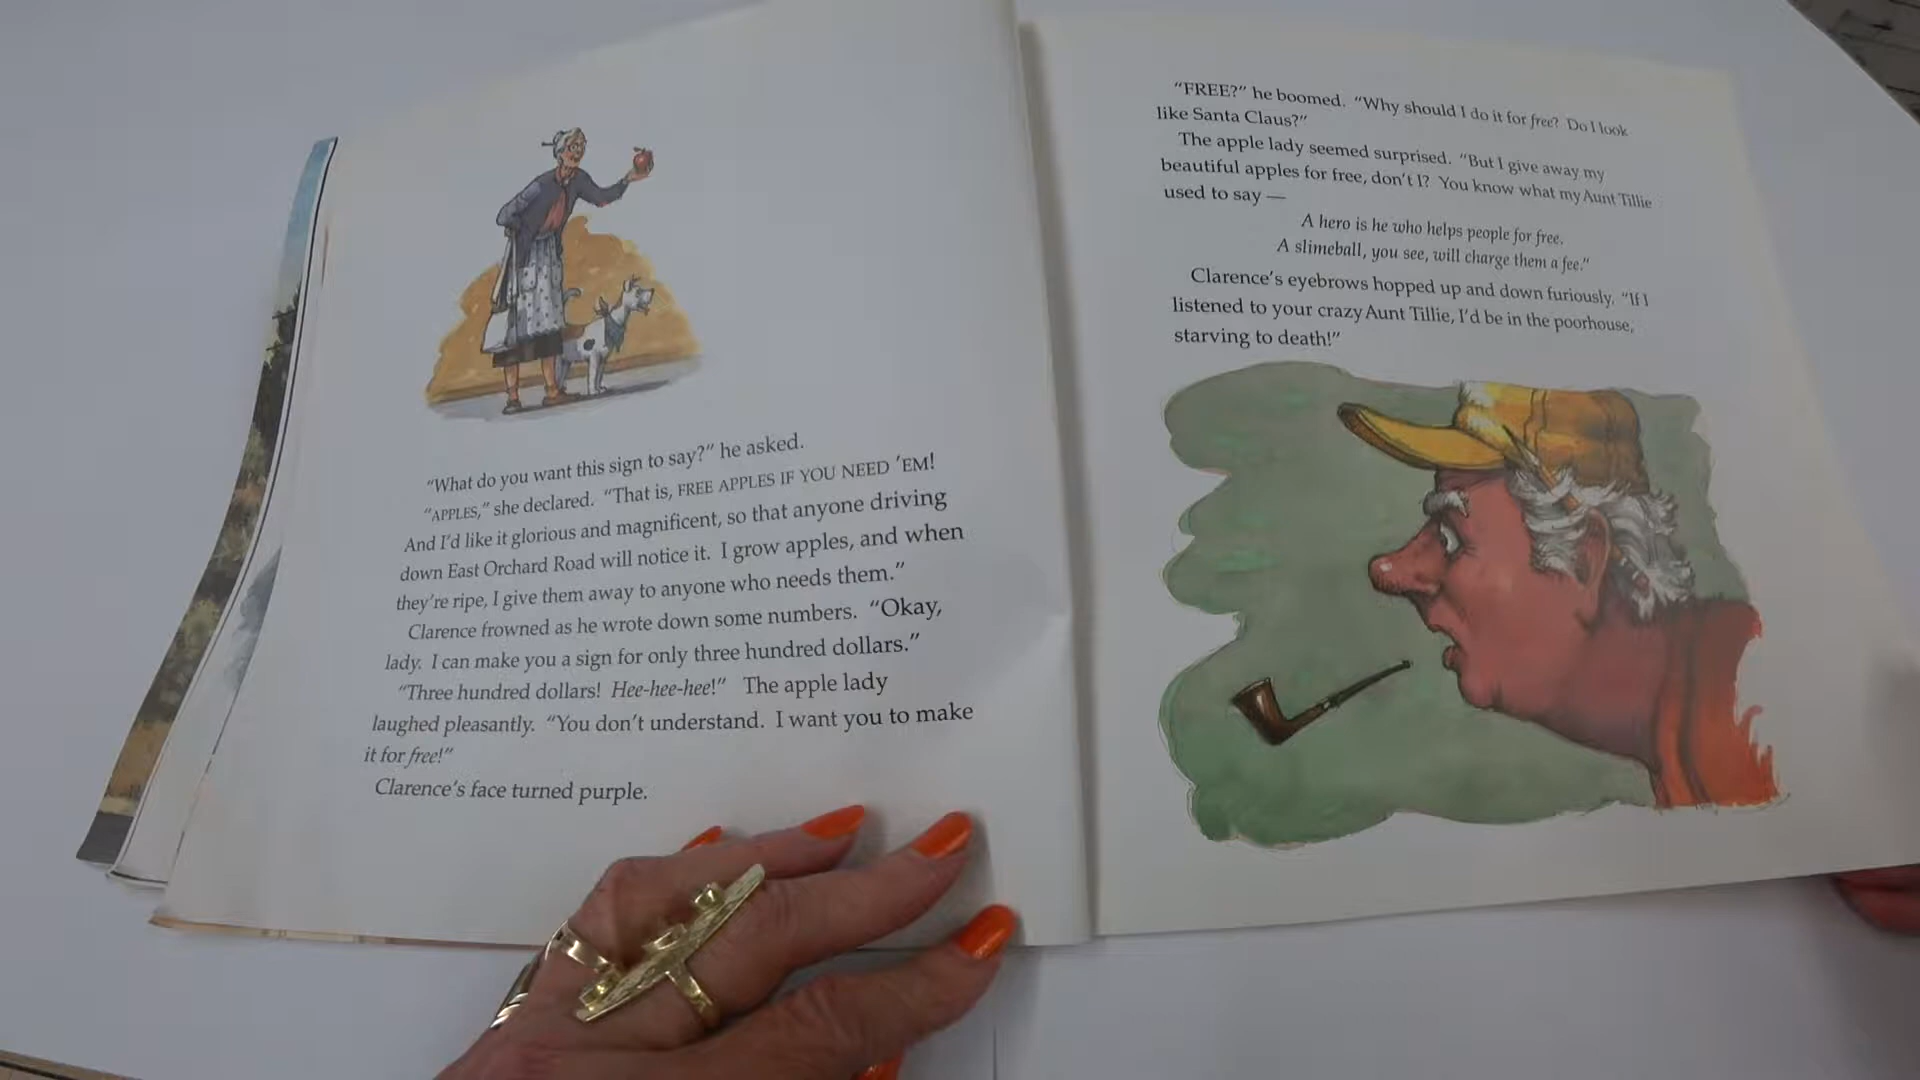 "What do you want this sign to say?" he asked.
"APPLES," she declared. "That is, FREE APPLES IF YOU NEED 'EM!
And I'd like it glorious and magnificent, so that anyone driving
down East Orchard Road will notice it. I grow apples, and when
they're ripe, I give them away to anyone who needs them."
Clarence frowned as he wrote down some numbers. "Okay,
lady. I can make you a sign for only three hundred dollars."
"Three hundred dollars! Hee-hee-hee!" The apple lady
laughed pleasantly. "You don't understand. I want you to make
it for free!"
Clarence's face turned purple.
"FREE?" he boomed. "Why should I do it for free? Do I look
like Santa Claus?"
The apple lady seemed surprised. "But I give away my
beautiful apples for free, don't I? You know what my Aunt Tillie
used to say —
A hero is he who helps people for free.
A slimeball, you see, will charge them a fee."
Clarence's eyebrows hopped up and down furiously. "If I
listened to your crazy Aunt Tillie, I'd be in the poorhouse,
starving to death!"